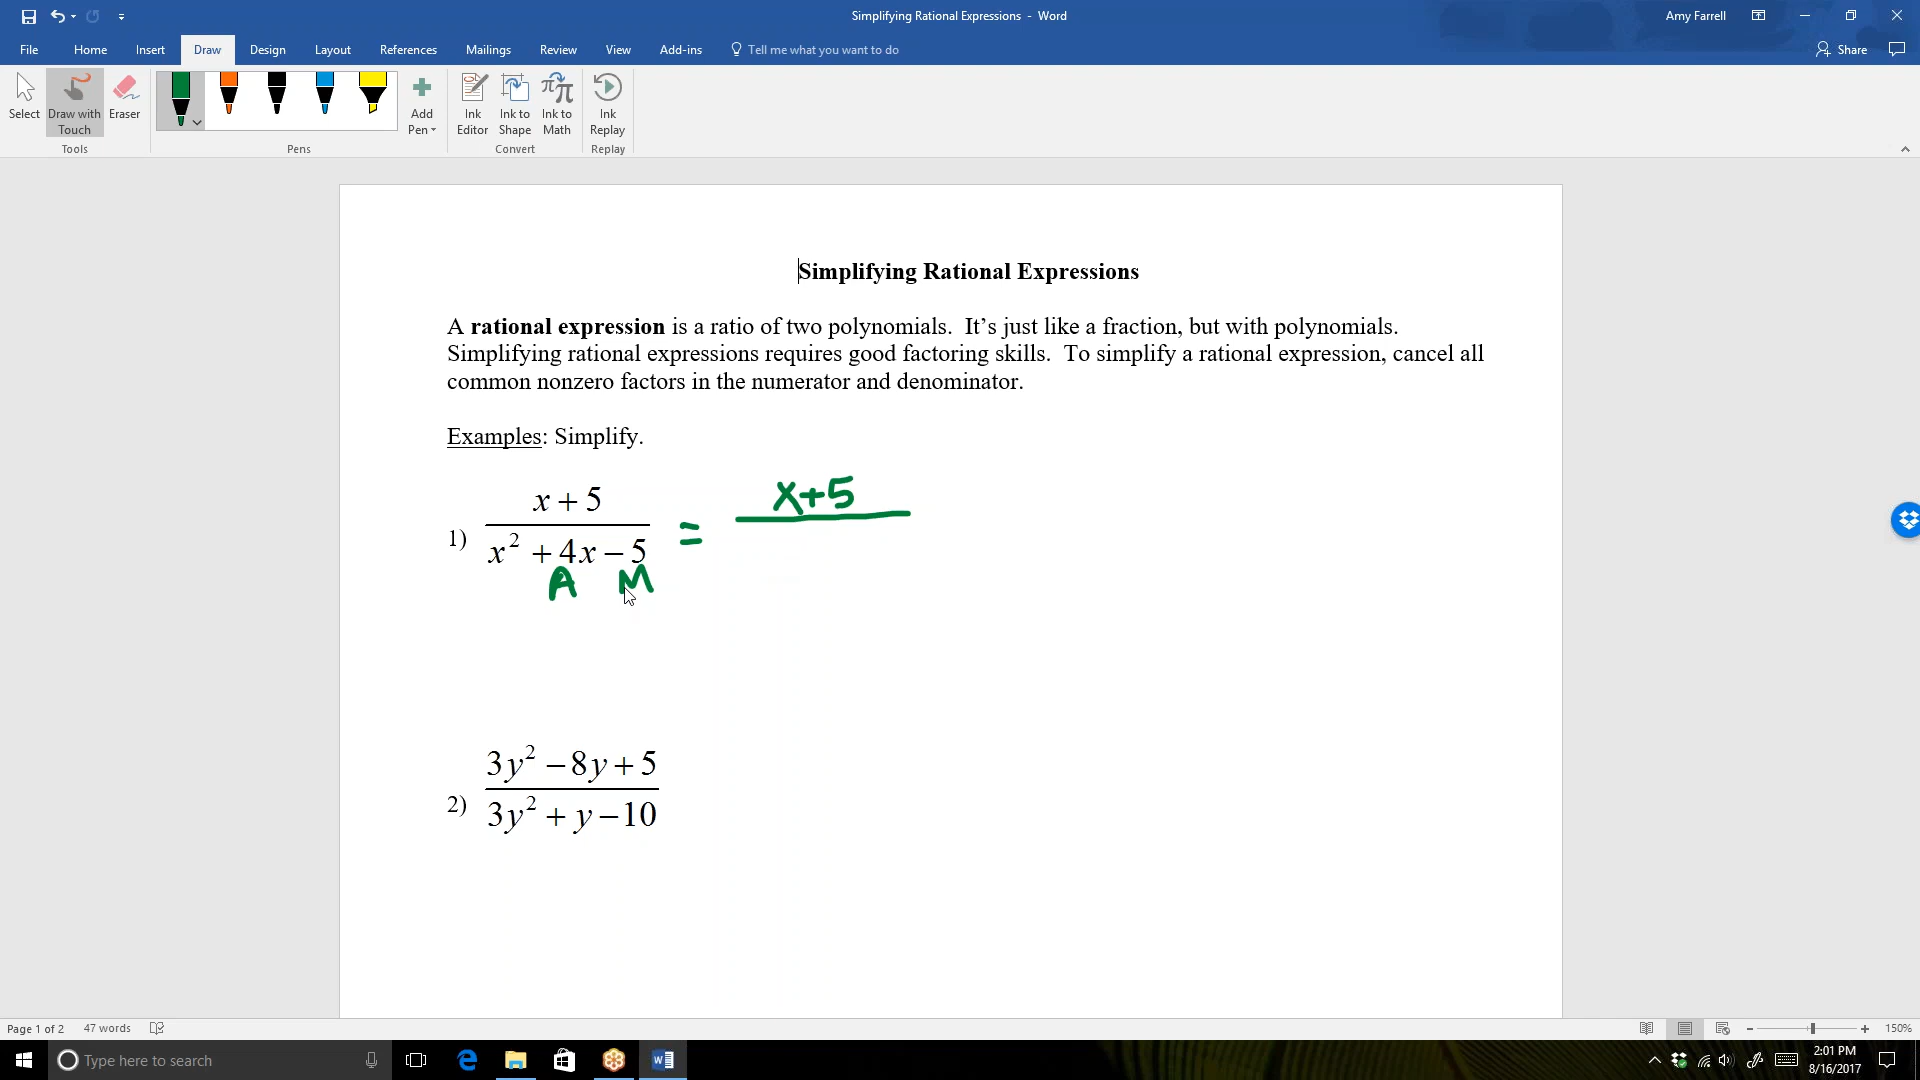 Simplifying Rational Expressions - Word
Amy Farrell
File Home Insert Draw Design Layout References Mailings Review View Add-ins Tell me what you want to do Share
Select
Draw with Touch
Eraser
Add Pen
Ink Editor
Ink to Shape
Ink to Math
Ink Replay
Tools Pens Convert Replay
Simplifying Rational Expressions
A rational expression is a ratio of two polynomials. It's just like a fraction, but with polynomials.
Simplifying rational expressions requires good factoring skills. To simplify a rational expression, cancel all
common nonzero factors in the numerator and denominator.
Examples: Simplify.
x + 5
x+5
1) =
x² + 4x − 5
A M
3y² − 8y + 5
2)
3y² + y − 10
Page 1 of 2 47 words 150%
Type here to search
2:01 PM
8/16/2017